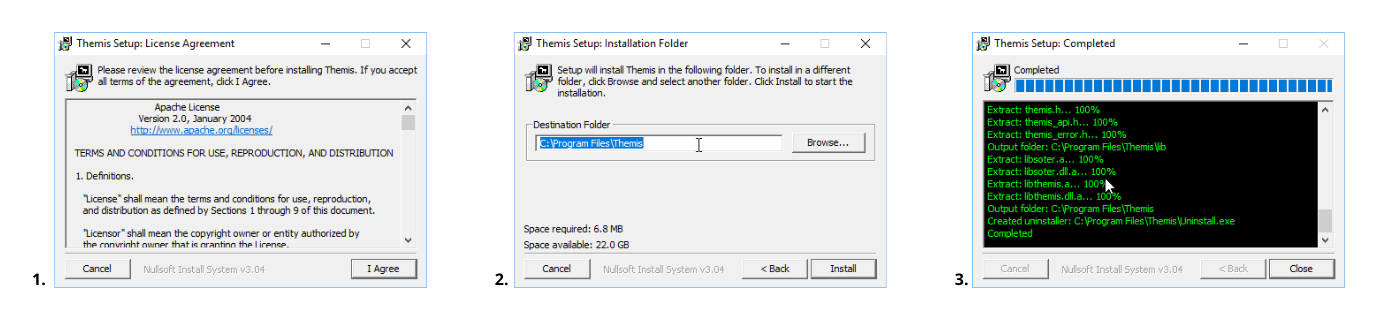 Themis Setup: License Agreement
Please review the license agreement before installing Themis. If you accept
all terms of the agreement, click I Agree.
Apache License
Version 2.0, January 2004
http://www.apache.org/licenses/
TERMS AND CONDITIONS FOR USE, REPRODUCTION, AND DISTRIBUTION
1. Definitions.
"License" shall mean the terms and conditions for use, reproduction,
and distribution as defined by Sections 1 through 9 of this document.
"Licensor" shall mean the copyright owner or entity authorized by
the copyright owner that is granting the License.
Cancel
Nullsoft Install System v3.04
I Agree
1.
Themis Setup: Installation Folder
Setup will install Themis in the following folder. To install in a different
folder, click Browse and select another folder. Click Install to start the
installation.
Destination Folder
C:\Program Files\Themis
Browse...
Space required: 6.8 MB
Space available: 22.0 GB
Cancel
Nullsoft Install System v3.04
< Back
Install
2.
Themis Setup: Completed
Completed
Extract: themis.h... 100%
Extract: themis_api.h... 100%
Extract: themis_error.h... 100%
Output folder: C:\Program Files\Themis\lib
Extract: libsoter.a... 100%
Extract: libsoter.dll.a... 100%
Extract: libthemis.a... 100%
Extract: libthemis.dll.a... 100%
Output folder: C:\Program Files\Themis
Created uninstaller: C:\Program Files\Themis\Uninstall.exe
Completed
Cancel
Nullsoft Install System v3.04
< Back
Close
3.